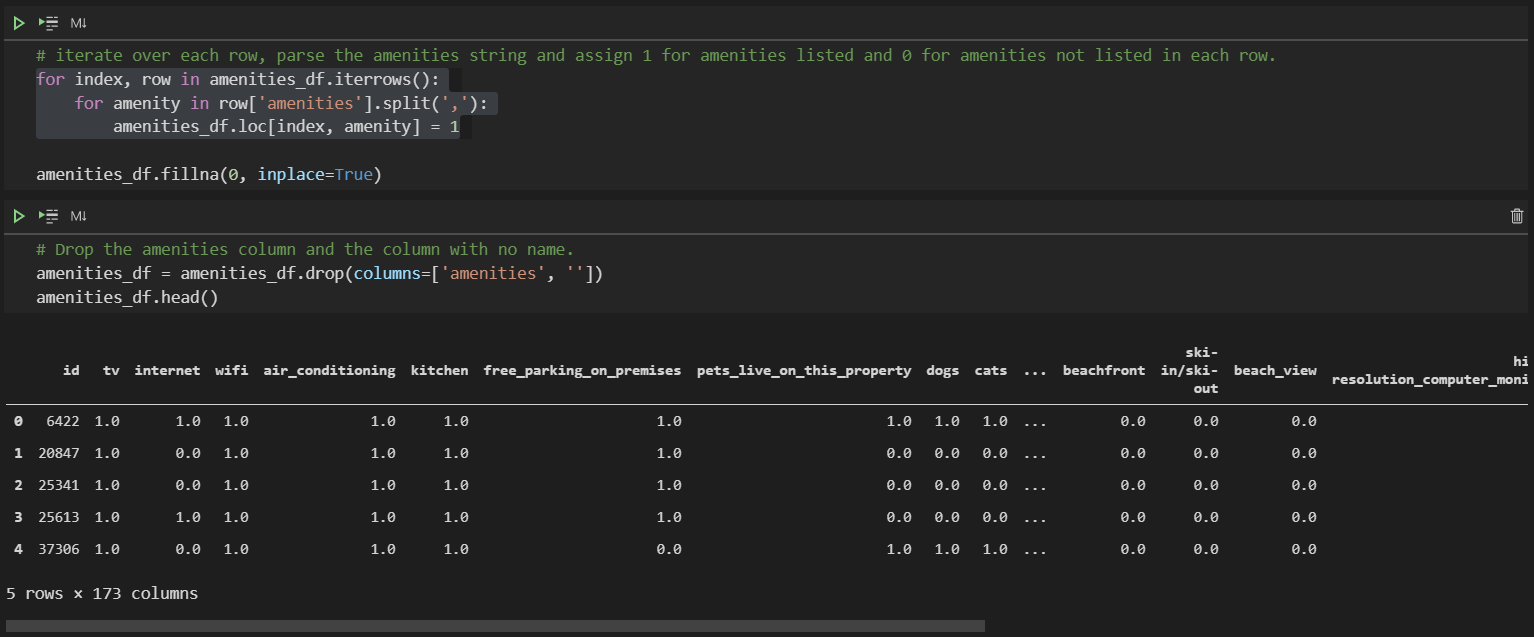 M↓
# iterate over each row, parse the amenities string and assign 1 for amenities listed and 0 for amenities not listed in each row.
for index, row in amenities_df.iterrows():
    for amenity in row['amenities'].split(','):
        amenities_df.loc[index, amenity] = 1
amenities_df.fillna(0, inplace=True)
M↓
# Drop the amenities column and the column with no name.
amenities_df = amenities_df.drop(columns=['amenities', ''])
amenities_df.head()
id tv internet wifi air_conditioning kitchen free_parking_on_premises pets_live_on_this_property dogs cats ... beachfront ski-in/ski-out beach_view hi resolution_computer_moni
0 6422 1.0 1.0 1.0 1.0 1.0 1.0 1.0 1.0 1.0 ... 0.0 0.0 0.0
1 20847 1.0 0.0 1.0 1.0 1.0 1.0 0.0 0.0 0.0 ... 0.0 0.0 0.0
2 25341 1.0 0.0 1.0 1.0 1.0 1.0 0.0 0.0 0.0 ... 0.0 0.0 0.0
3 25613 1.0 1.0 1.0 1.0 1.0 1.0 0.0 0.0 0.0 ... 0.0 0.0 0.0
4 37306 1.0 0.0 1.0 1.0 1.0 0.0 1.0 1.0 1.0 ... 0.0 0.0 0.0
5 rows × 173 columns